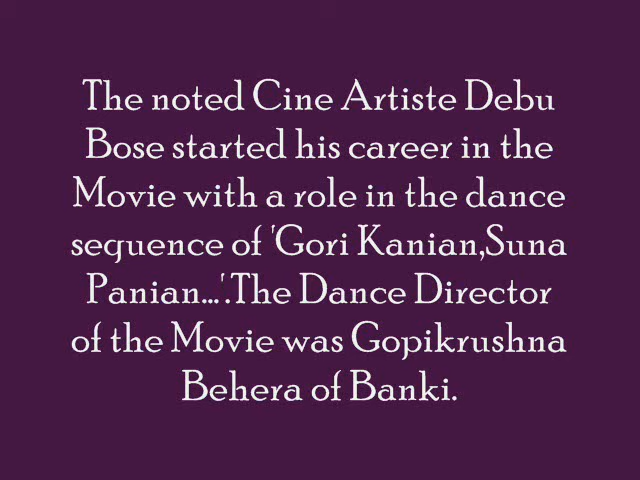 The noted Cine Artiste Debu
Bose started his career in the
Movie with a role in the dance
sequence of 'Gori Kanian,Suna
Panian...'.The Dance Director
of the Movie was Gopikrushna
Behera of Banki.